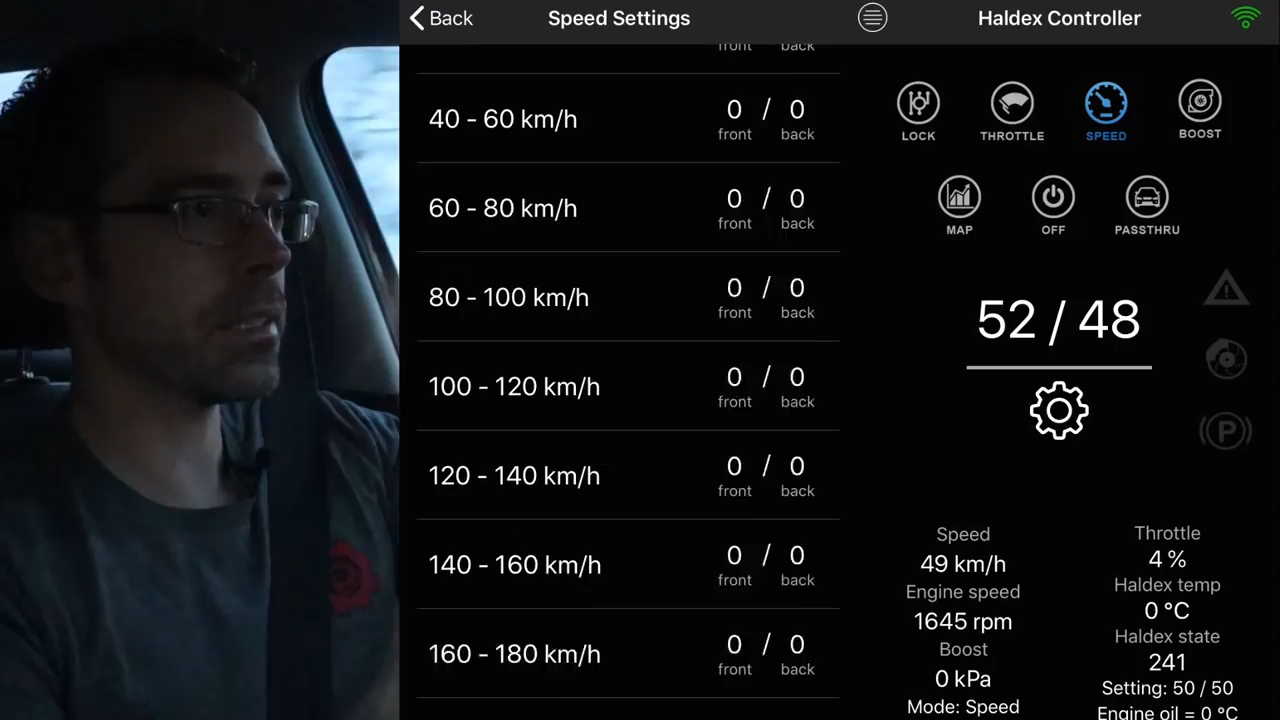 Back
Speed Settings
front back
40 - 60 km/h
0 / 0
front back
60 - 80 km/h
0 / 0
front back
80 - 100 km/h
0 / 0
front back
100 - 120 km/h
0 / 0
front back
120 - 140 km/h
0 / 0
front back
140 - 160 km/h
0 / 0
front back
160 - 180 km/h
0 / 0
front back
Haldex Controller
LOCK THROTTLE SPEED BOOST
MAP OFF PASSTHRU
52 / 48
P
Speed
49 km/h
Engine speed
1645 rpm
Boost
0 kPa
Mode: Speed
Throttle
4 %
Haldex temp
0 °C
Haldex state
241
Setting: 50 / 50
Engine oil = 0 °C